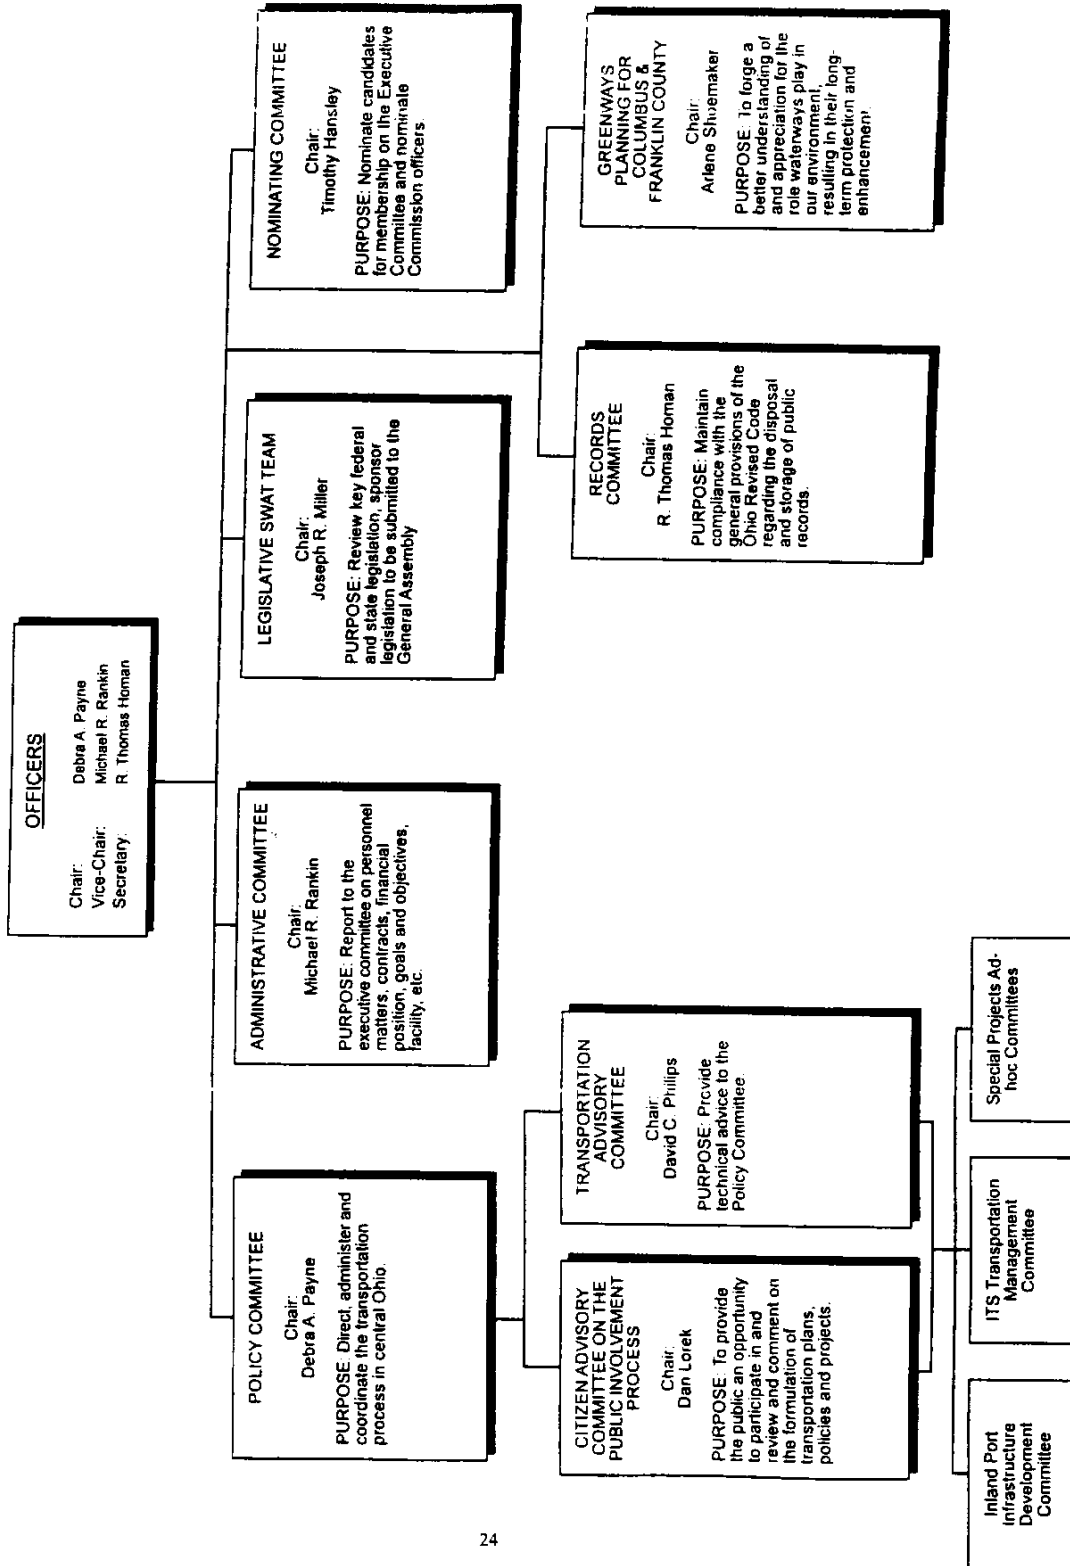 OFFICERS
Chair: Debra A. Payne
Vice-Chair: Michael R. Rankin
Secretary: R. Thomas Homan
POLICY COMMITTEE
Chair:
Debra A. Payne
PURPOSE: Direct, administer and
coordinate the transportation
process in central Ohio.
ADMINISTRATIVE COMMITTEE
Chair:
Michael R. Rankin
PURPOSE: Report to the
executive committee on personnel
matters, contracts, financial
position, goals and objectives,
facility, etc.
LEGISLATIVE SWAT TEAM
Chair:
Joseph R. Miller
PURPOSE: Review key federal
and state legislation, sponsor
legislation to be submitted to the
General Assembly
NOMINATING COMMITTEE
Chair:
Timothy Hansley
PURPOSE: Nominate candidates
for membership on the Executive
Committee and nominate
Commission officers.
CITIZEN ADVISORY
COMMITTEE ON THE
PUBLIC INVOLVEMENT
PROCESS
Chair:
Dan Lorek
PURPOSE: To provide
the public an opportunity
to participate in and
review and comment on
the formulation of
transportation plans,
policies and projects.
TRANSPORTATION
ADVISORY
COMMITTEE
Chair:
David C. Philips
PURPOSE: Provide
technical advice to the
Policy Committee.
RECORDS
COMMITTEE
Chair:
R. Thomas Homan
PURPOSE: Maintain
compliance with the
general provisions of the
Ohio Revised Code
regarding the disposal
and storage of public
records.
GREENWAYS
PLANNING FOR
COLUMBUS &
FRANKLIN COUNTY
Chair:
Arlene Shoemaker
PURPOSE: To forge a
better understanding of
and appreciation for the
role waterways play in
our environment,
resulting in their long-
term protection and
enhancement.
Inland Port
Infrastructure
Development
Committee
ITS Transportation
Management
Committee
Special Projects Ad-
hoc Committees
24